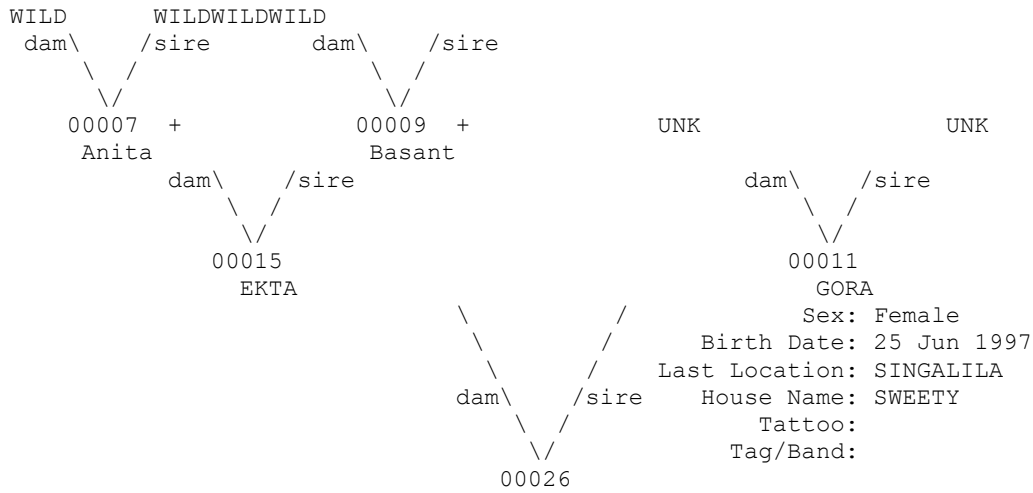 WILD      WILDWILDWILD
 dam\     /sire       dam\     /sire
     \   /                \   /
      \/                   \/
    00007  +             00009  +             UNK                 UNK
     Anita                Basant
           dam\     /sire                           dam\     /sire
               \   /                                    \   /
                \/                                       \/
              00015                                    00011
                EKTA                                     GORA
                              \          /              Sex: Female
                               \        /        Birth Date: 25 Jun 1997
                                \      /      Last Location: SINGALILA
                              dam\    /sire      House Name: SWEETY
                                  \  /               Tattoo:
                                   \/              Tag/Band:
                                 00026